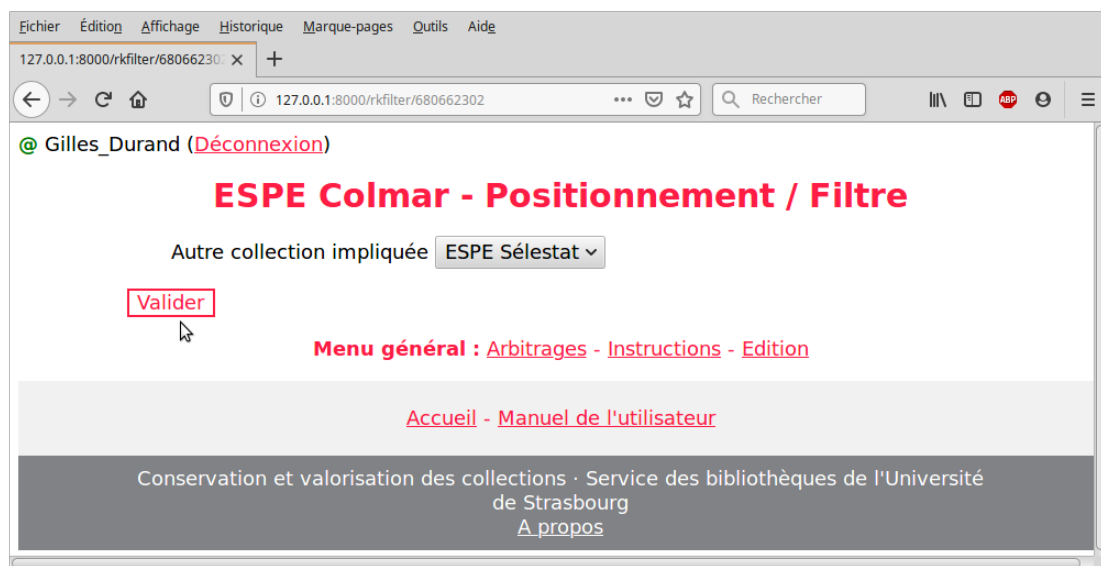 Fichier Édition Affichage Historique Marque-pages Outils Aide
127.0.0.1:8000/rkfilter/680662302
127.0.0.1:8000/rkfilter/680662302 Rechercher ABP
@ Gilles_Durand (Déconnexion)
ESPE Colmar - Positionnement / Filtre
Autre collection impliquée ESPE Sélestat
Valider
Menu général : Arbitrages - Instructions - Edition
Accueil - Manuel de l'utilisateur
Conservation et valorisation des collections · Service des bibliothèques de l'Université
de Strasbourg
A propos